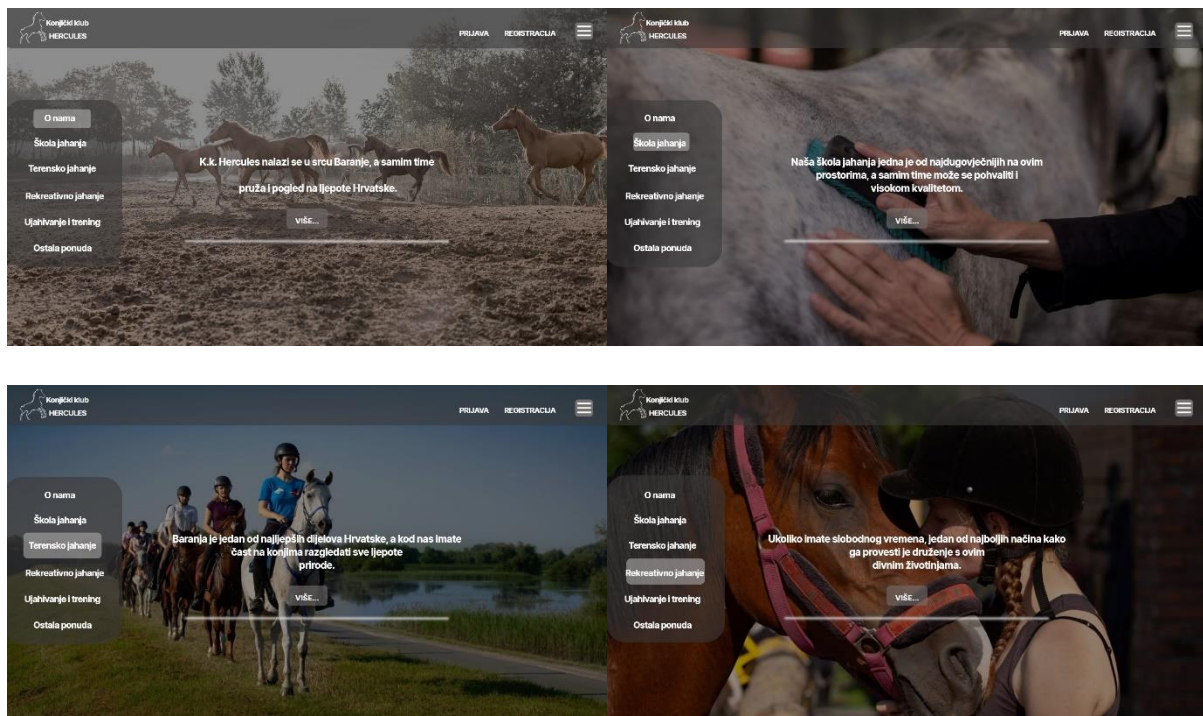 Konjički klub
HERCULES
PRIJAVA REGISTRACIJA
O nama
Škola jahanja
Terensko jahanje
Rekreativno jahanje
Ujahivanje i trening
Ostala ponuda
K.k. Hercules nalazi se u srcu Baranje, a samim time
pruža i pogled na ljepote Hrvatske.
VIŠE...
Konjički klub
HERCULES
PRIJAVA REGISTRACIJA
O nama
Škola jahanja
Terensko jahanje
Rekreativno jahanje
Ujahivanje i trening
Ostala ponuda
Naša škola jahanja jedna je od najdugovječnijih na ovim
prostorima, a samim time može se pohvaliti i
visokom kvalitetom.
VIŠE...
Konjički klub
HERCULES
PRIJAVA REGISTRACIJA
O nama
Škola jahanja
Terensko jahanje
Rekreativno jahanje
Ujahivanje i trening
Ostala ponuda
Baranja je jedan od najljepših dijelova Hrvatske, a kod nas imate
čast na konjima razgledati sve ljepote
prirode.
VIŠE...
Konjički klub
HERCULES
PRIJAVA REGISTRACIJA
O nama
Škola jahanja
Terensko jahanje
Rekreativno jahanje
Ujahivanje i trening
Ostala ponuda
Ukoliko imate slobodnog vremena, jedan od najboljih načina kako
ga provesti je druženje s ovim
divnim životinjama.
VIŠE...